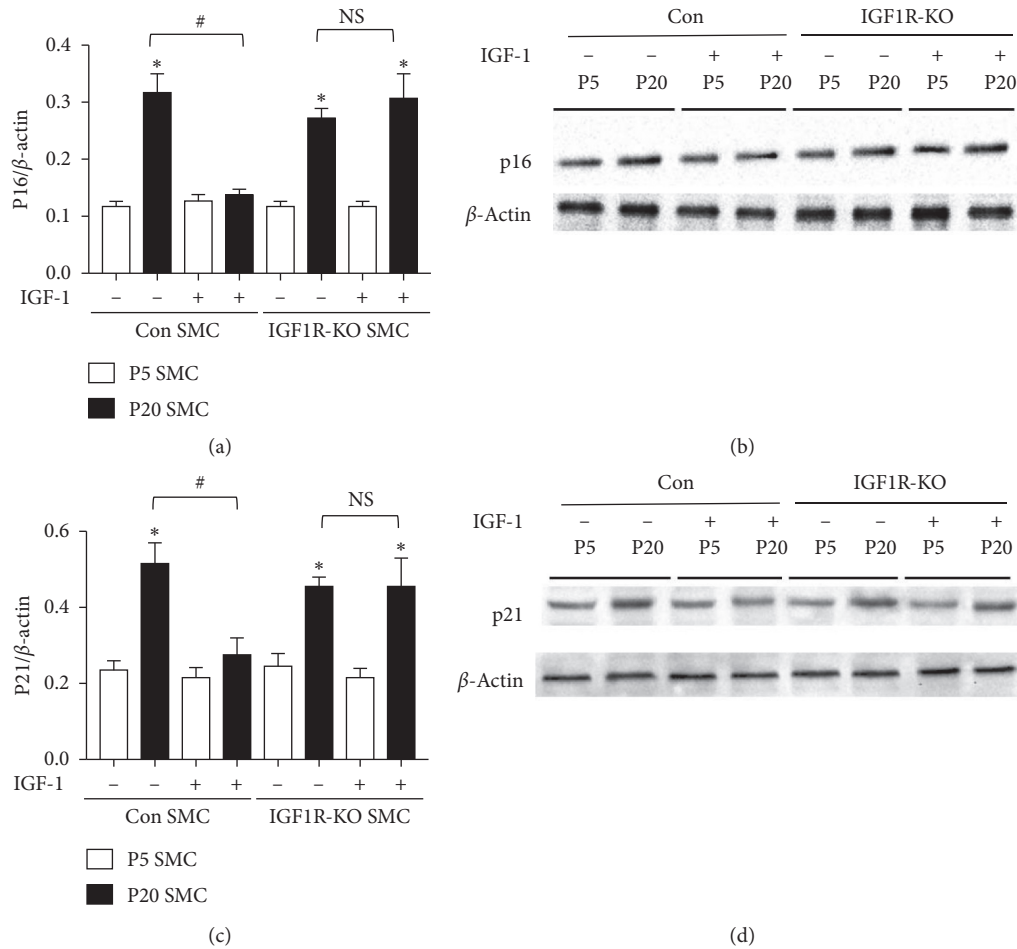 #
NS
0.4
*
*
*
0.3
0.2
0.1
0.0
P16/β-actin
IGF-1 – – + + – – + +
Con SMC IGF1R-KO SMC
P5 SMC
P20 SMC
(a)
Con IGF1R-KO
IGF-1 – – + + – – + +
P5 P20 P5 P20 P5 P20 P5 P20
p16
β-Actin
(b)
#
NS
0.6
*
*
*
0.4
0.2
0.0
P21/β-actin
IGF-1 – – + + – – + +
Con SMC IGF1R-KO SMC
P5 SMC
P20 SMC
(c)
Con IGF1R-KO
IGF-1 – – + + – – + +
P5 P20 P5 P20 P5 P20 P5 P20
p21
β-Actin
(d)